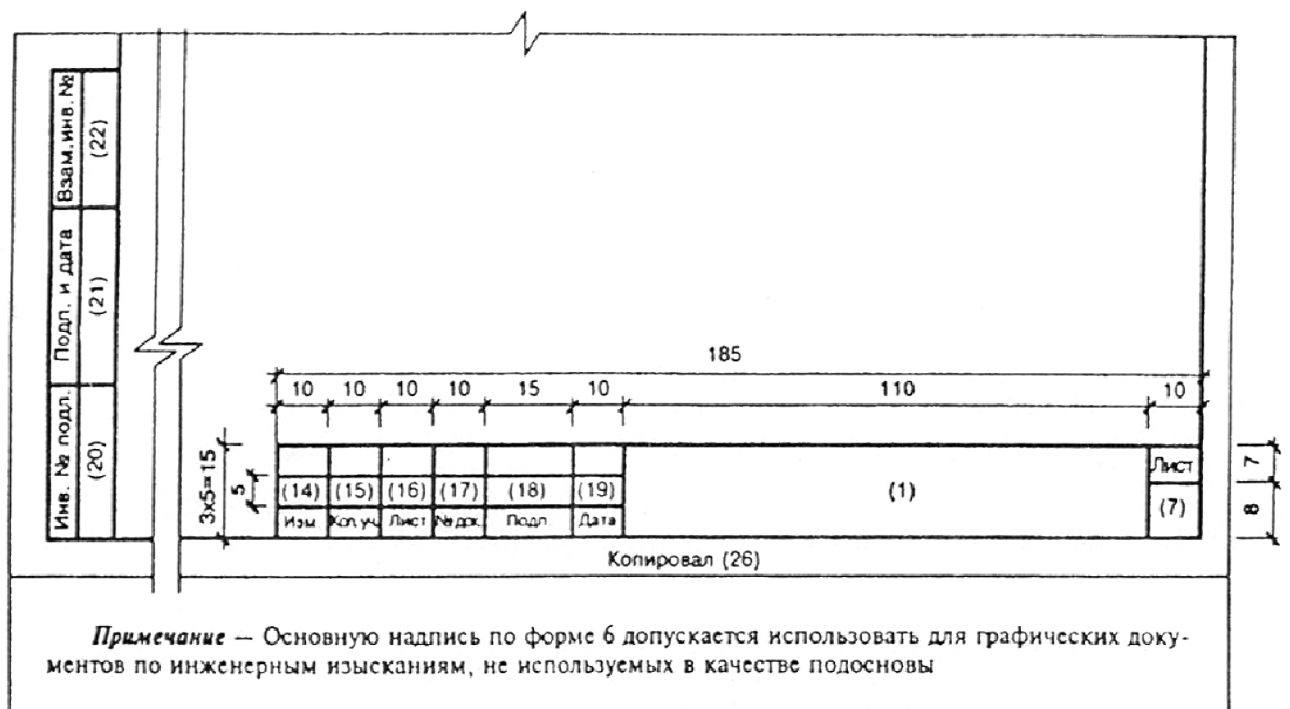 Взам.инв. №
(22)
Подп. и дата
(21)
Инв. № подл.
(20)
185
10 10 10 10 15 10 110 10
3х5=15
5
(14) (15) (16) (17) (18) (19)
Изм. Кол.уч. Лист №док. Подп. Дата
(1)
Лист
(7)
7
8
Копировал (26)
Примечание — Основную надпись по форме 6 допускается использовать для графических доку-
ментов по инженерным изысканиям, не используемых в качестве подосновы